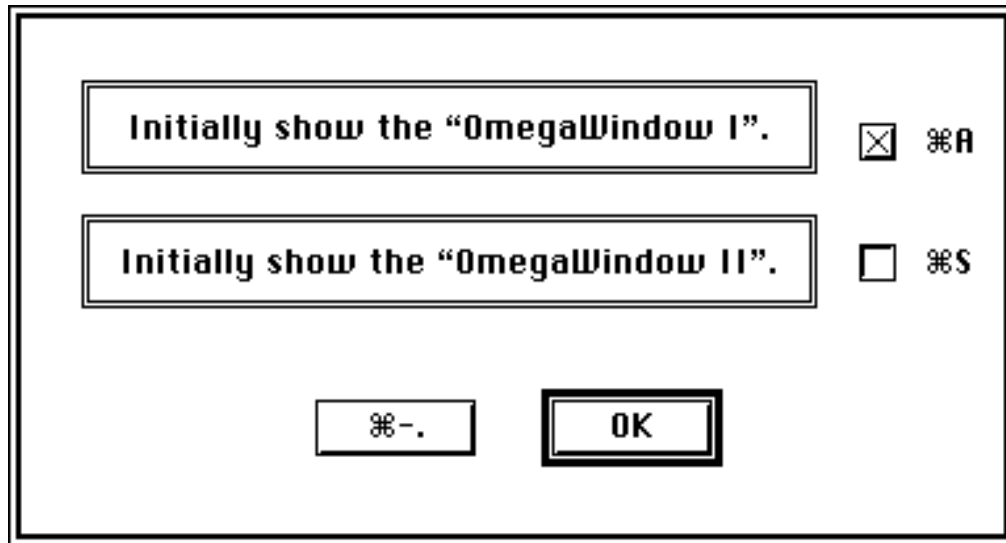 Initially show the “OmegaWindow I”.
⌘A
Initially show the “OmegaWindow II”.
⌘S
⌘-.
OK